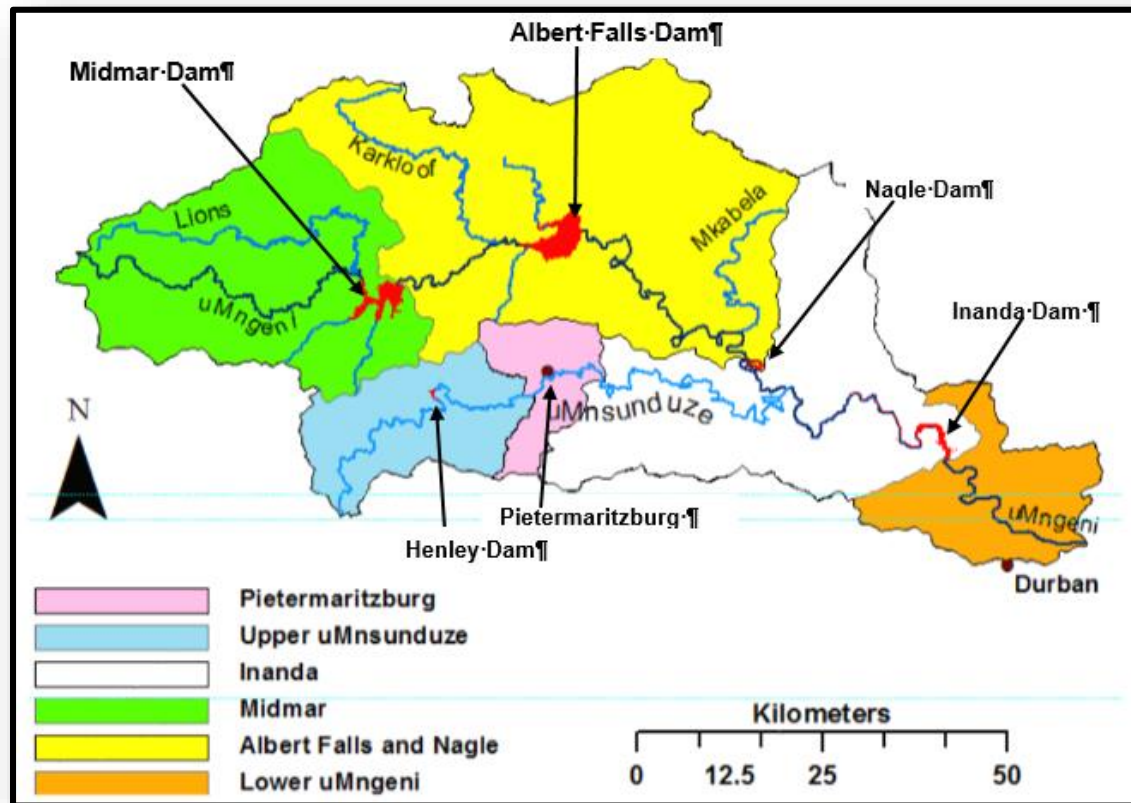 Albert·Falls·Dam¶
Midmar·Dam¶
Karkloof
Nagle·Dam¶
Lions
Mkabela
uMngeni
Inanda·Dam·¶
N
uMnsunduze
Pietermaritzburg·¶
uMngeni
Henley·Dam¶
Durban
Pietermaritzburg
Upper uMnsunduze
Inanda
Midmar
Albert Falls and Nagle
Lower uMngeni
Kilometers
0 12.5 25 50